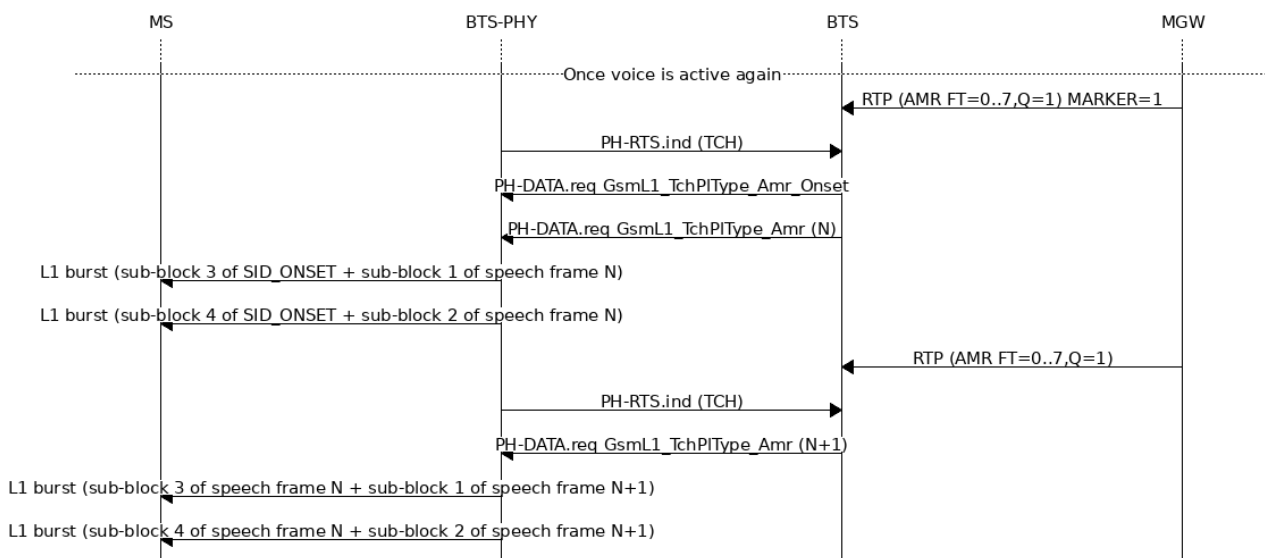 MS BTS-PHY BTS MGW
Once voice is active again
RTP (AMR FT=0..7,Q=1) MARKER=1
PH-RTS.ind (TCH)
PH-DATA.req GsmL1_TchPlType_Amr_Onset
PH-DATA.req GsmL1_TchPlType_Amr (N)
L1 burst (sub-block 3 of SID_ONSET + sub-block 1 of speech frame N)
L1 burst (sub-block 4 of SID_ONSET + sub-block 2 of speech frame N)
RTP (AMR FT=0..7,Q=1)
PH-RTS.ind (TCH)
PH-DATA.req GsmL1_TchPlType_Amr (N+1)
L1 burst (sub-block 3 of speech frame N + sub-block 1 of speech frame N+1)
L1 burst (sub-block 4 of speech frame N + sub-block 2 of speech frame N+1)